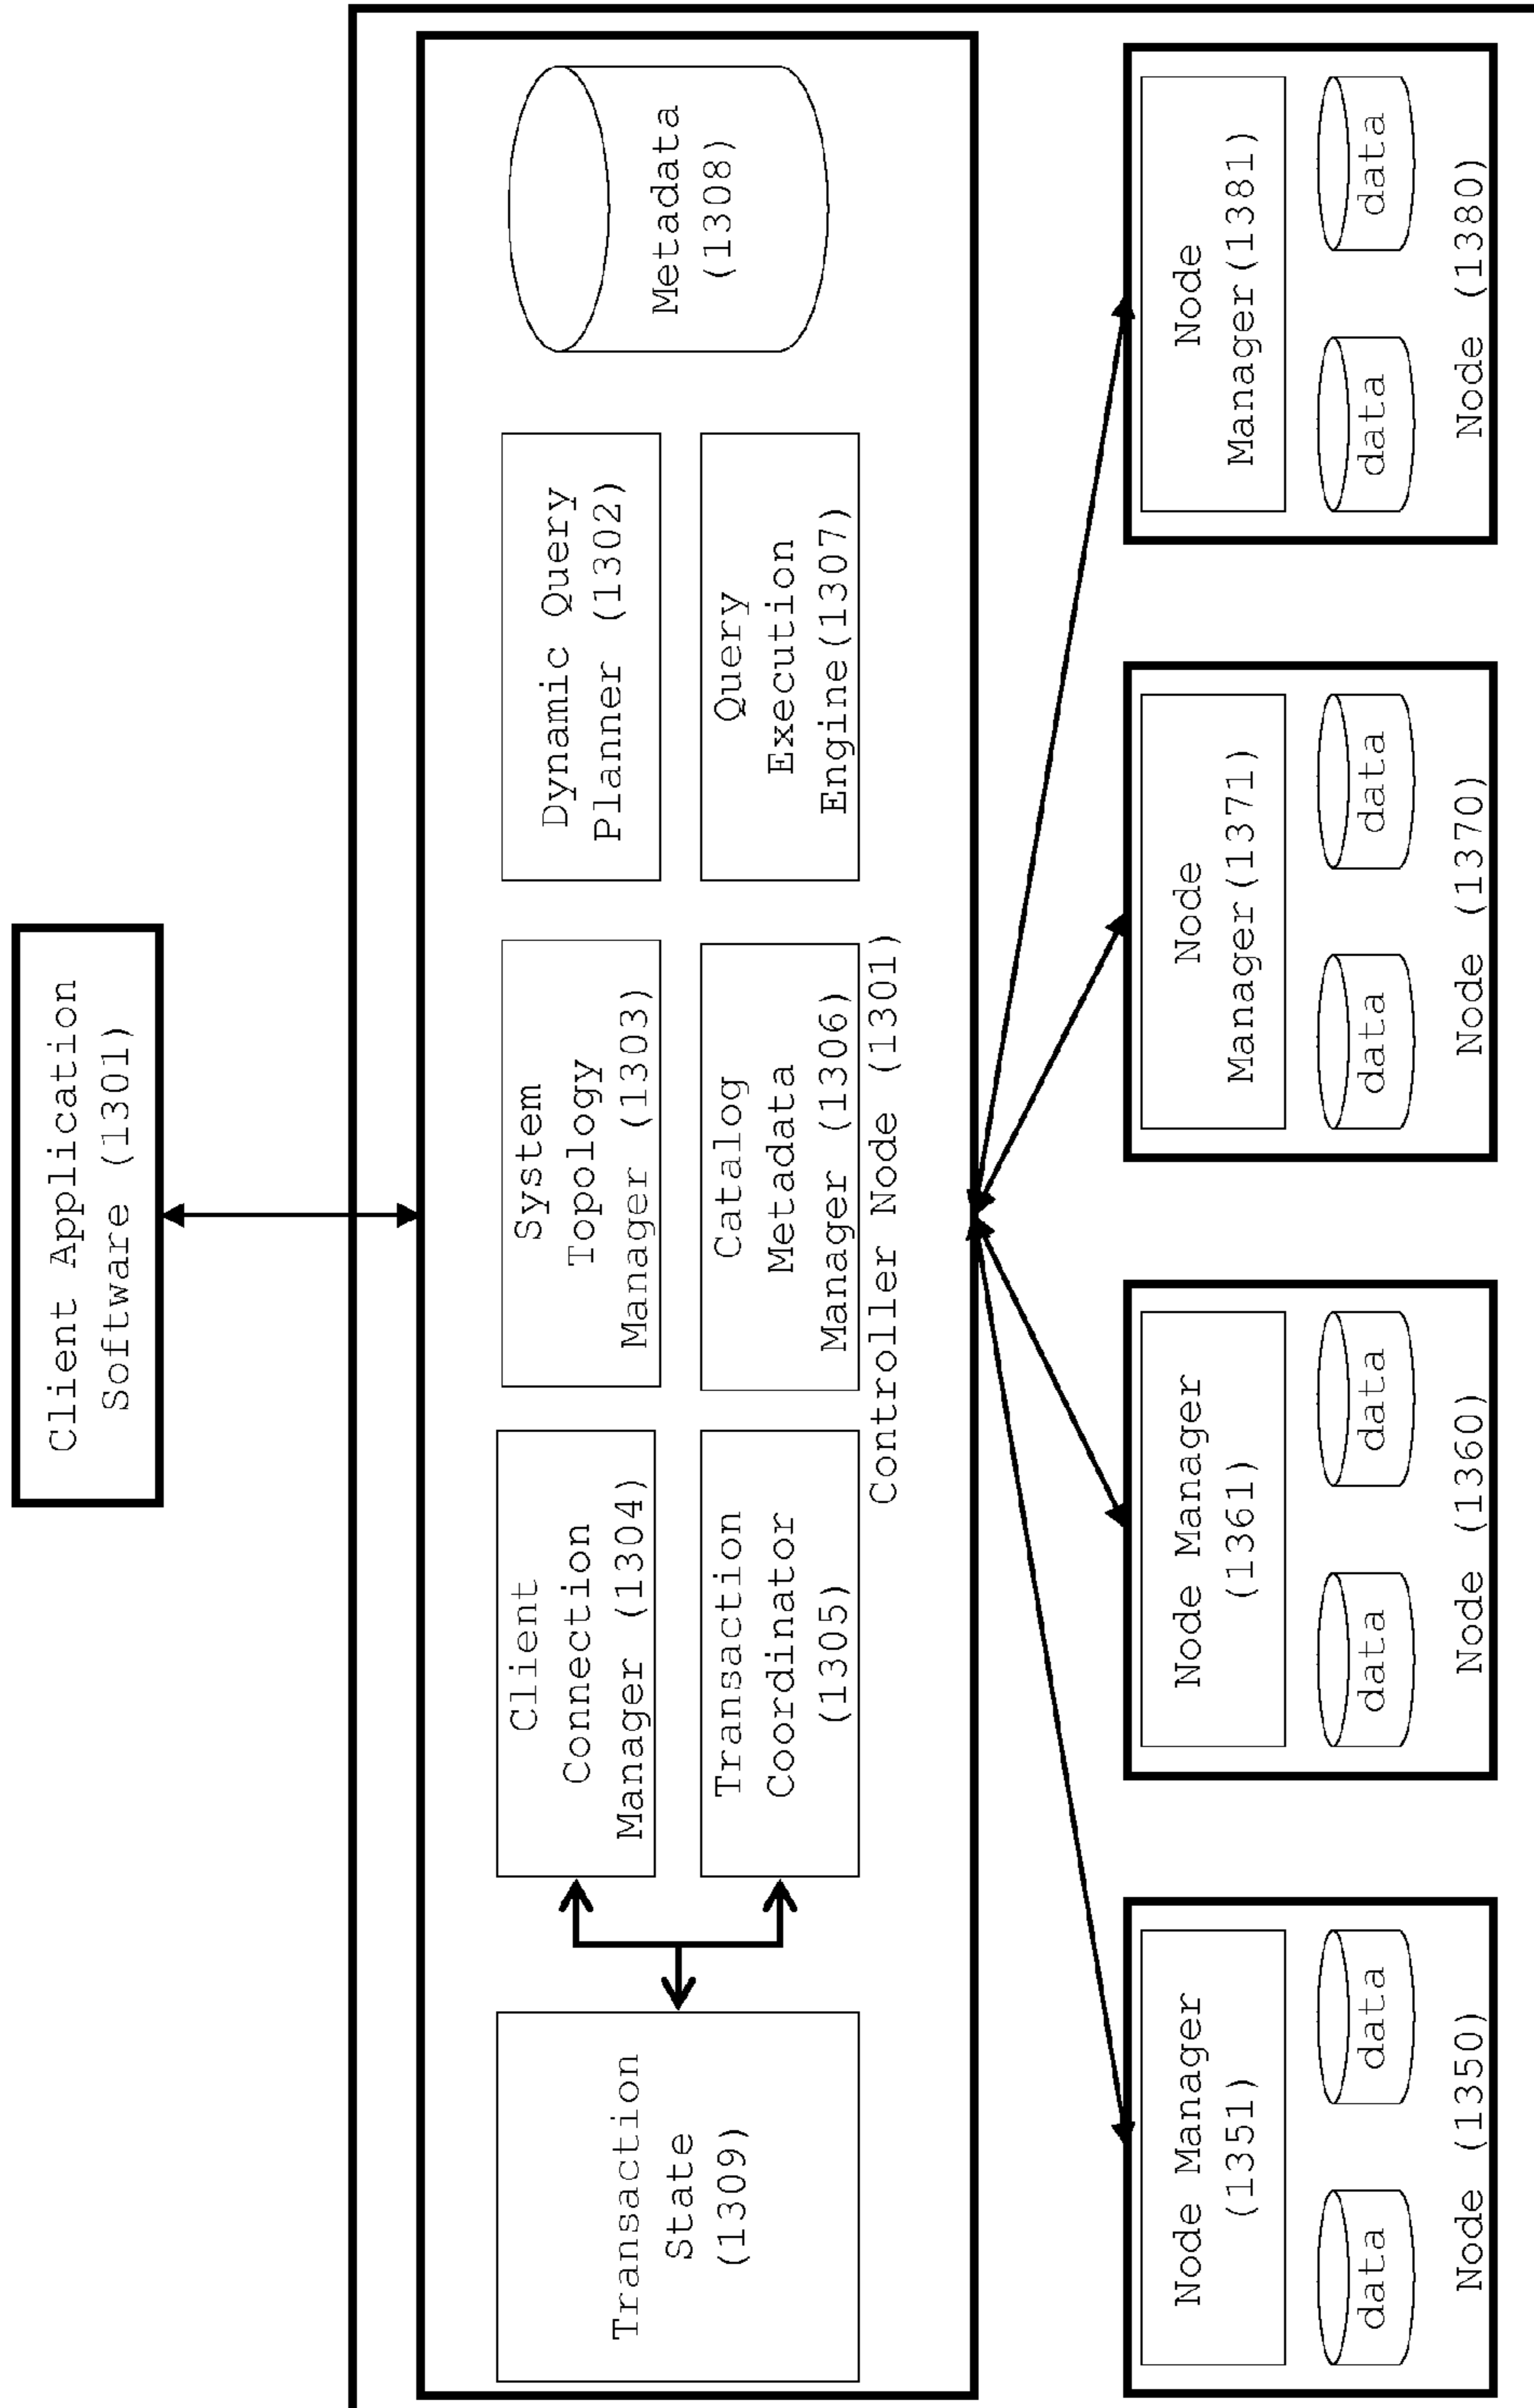 Client Application
Software (1301)
Transaction
State
(1309)
Client
Connection
Manager (1304)
Transaction
Coordinator
(1305)
System
Topology
Manager (1303)
Catalog
Metadata
Manager (1306)
Dynamic Query
Planner (1302)
Query
Execution
Engine(1307)
Metadata
(1308)
Controller Node (1301)
Node Manager
(1351)
data
data
Node (1350)
Node Manager
(1361)
data
data
Node (1360)
Node
Manager(1371)
data
data
Node (1370)
Node
Manager(1381)
data
data
Node (1380)